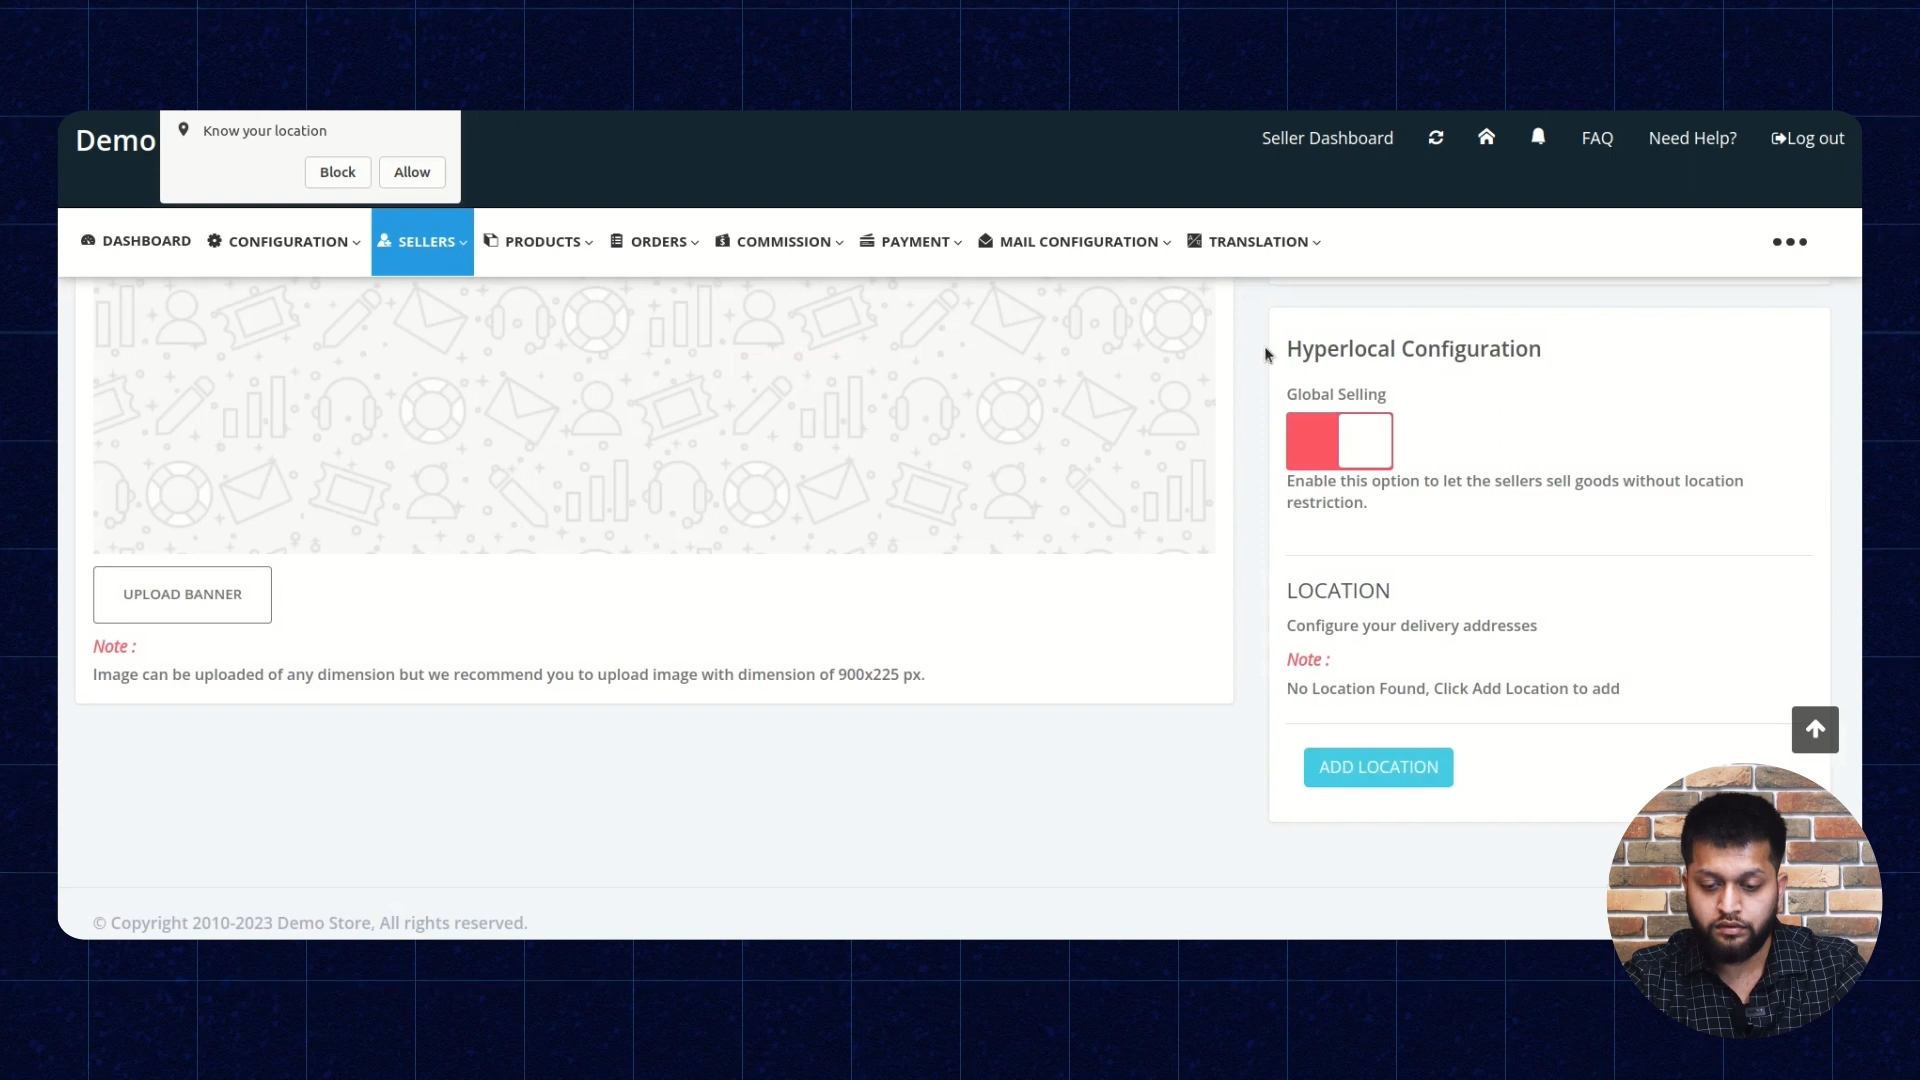 Demo
Know your location
Block
Allow
Seller Dashboard
FAQ
Need Help?
Log out
DASHBOARD
CONFIGURATION
SELLERS
PRODUCTS
ORDERS
COMMISSION
PAYMENT
MAIL CONFIGURATION
TRANSLATION
UPLOAD BANNER
Note :
Image can be uploaded of any dimension but we recommend you to upload image with dimension of 900x225 px.
Hyperlocal Configuration
Global Selling
Enable this option to let the sellers sell goods without location
restriction.
LOCATION
Configure your delivery addresses
Note :
No Location Found, Click Add Location to add
ADD LOCATION
© Copyright 2010-2023 Demo Store, All rights reserved.